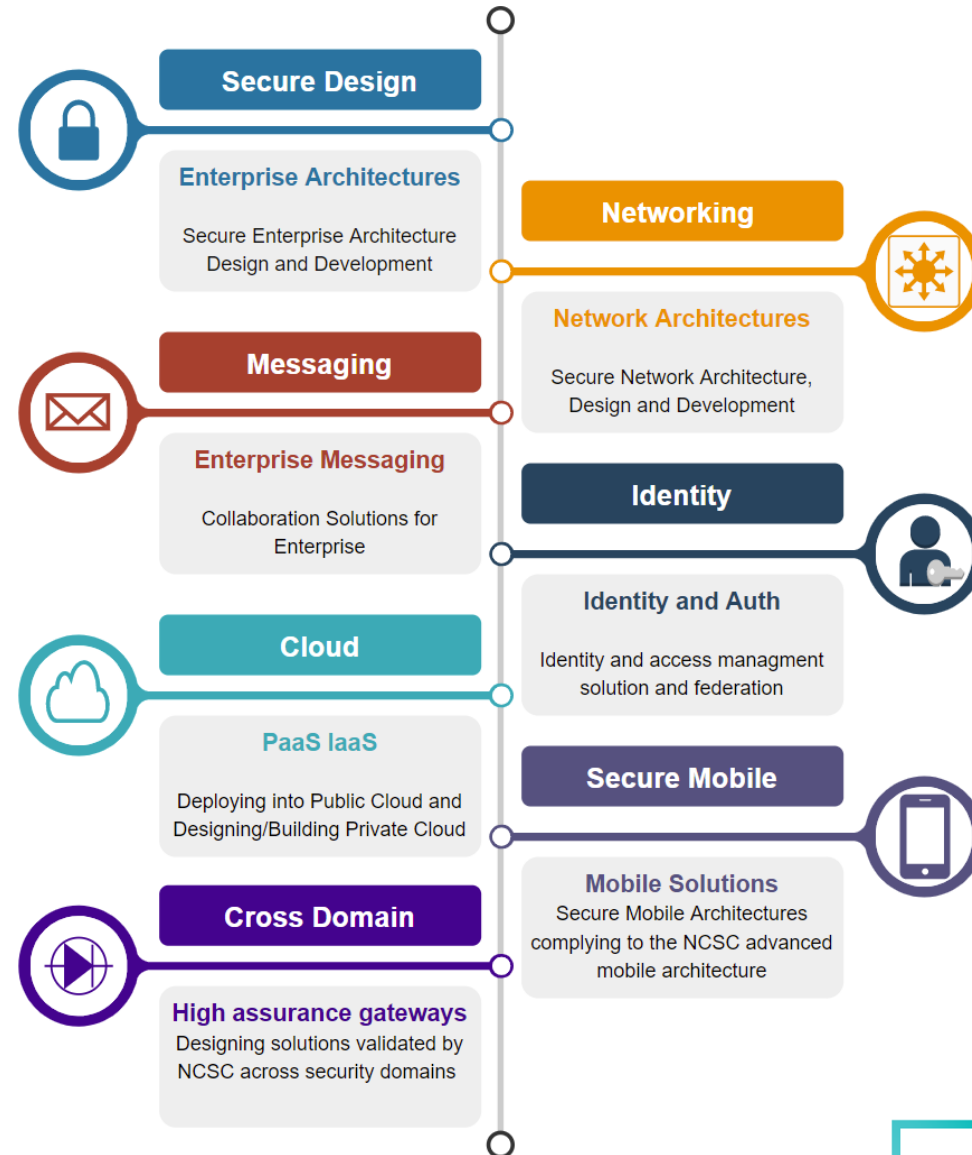 Secure Design
Enterprise Architectures
Secure Enterprise Architecture
Design and Development
Networking
Network Architectures
Secure Network Architecture,
Design and Development
Messaging
Enterprise Messaging
Collaboration Solutions for
Enterprise
Identity
Identity and Auth
Identity and access managment
solution and federation
Cloud
PaaS IaaS
Deploying into Public Cloud and
Designing/Building Private Cloud
Secure Mobile
Mobile Solutions
Secure Mobile Architectures
complying to the NCSC advanced
mobile architecture
Cross Domain
High assurance gateways
Designing solutions validated by
NCSC across security domains